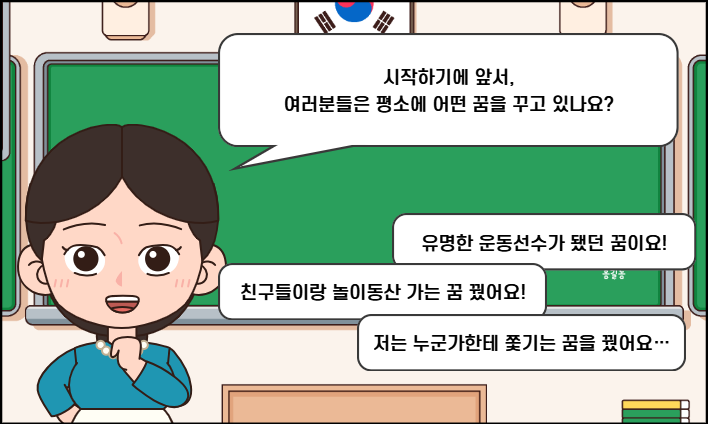 시작하기에 앞서,
여러분들은 평소에 어떤 꿈을 꾸고 있나요?
유명한 운동선수가 됐던 꿈이요!
친구들이랑 놀이동산 가는 꿈 꿨어요!
저는 누군가한테 쫓기는 꿈을 꿨어요…